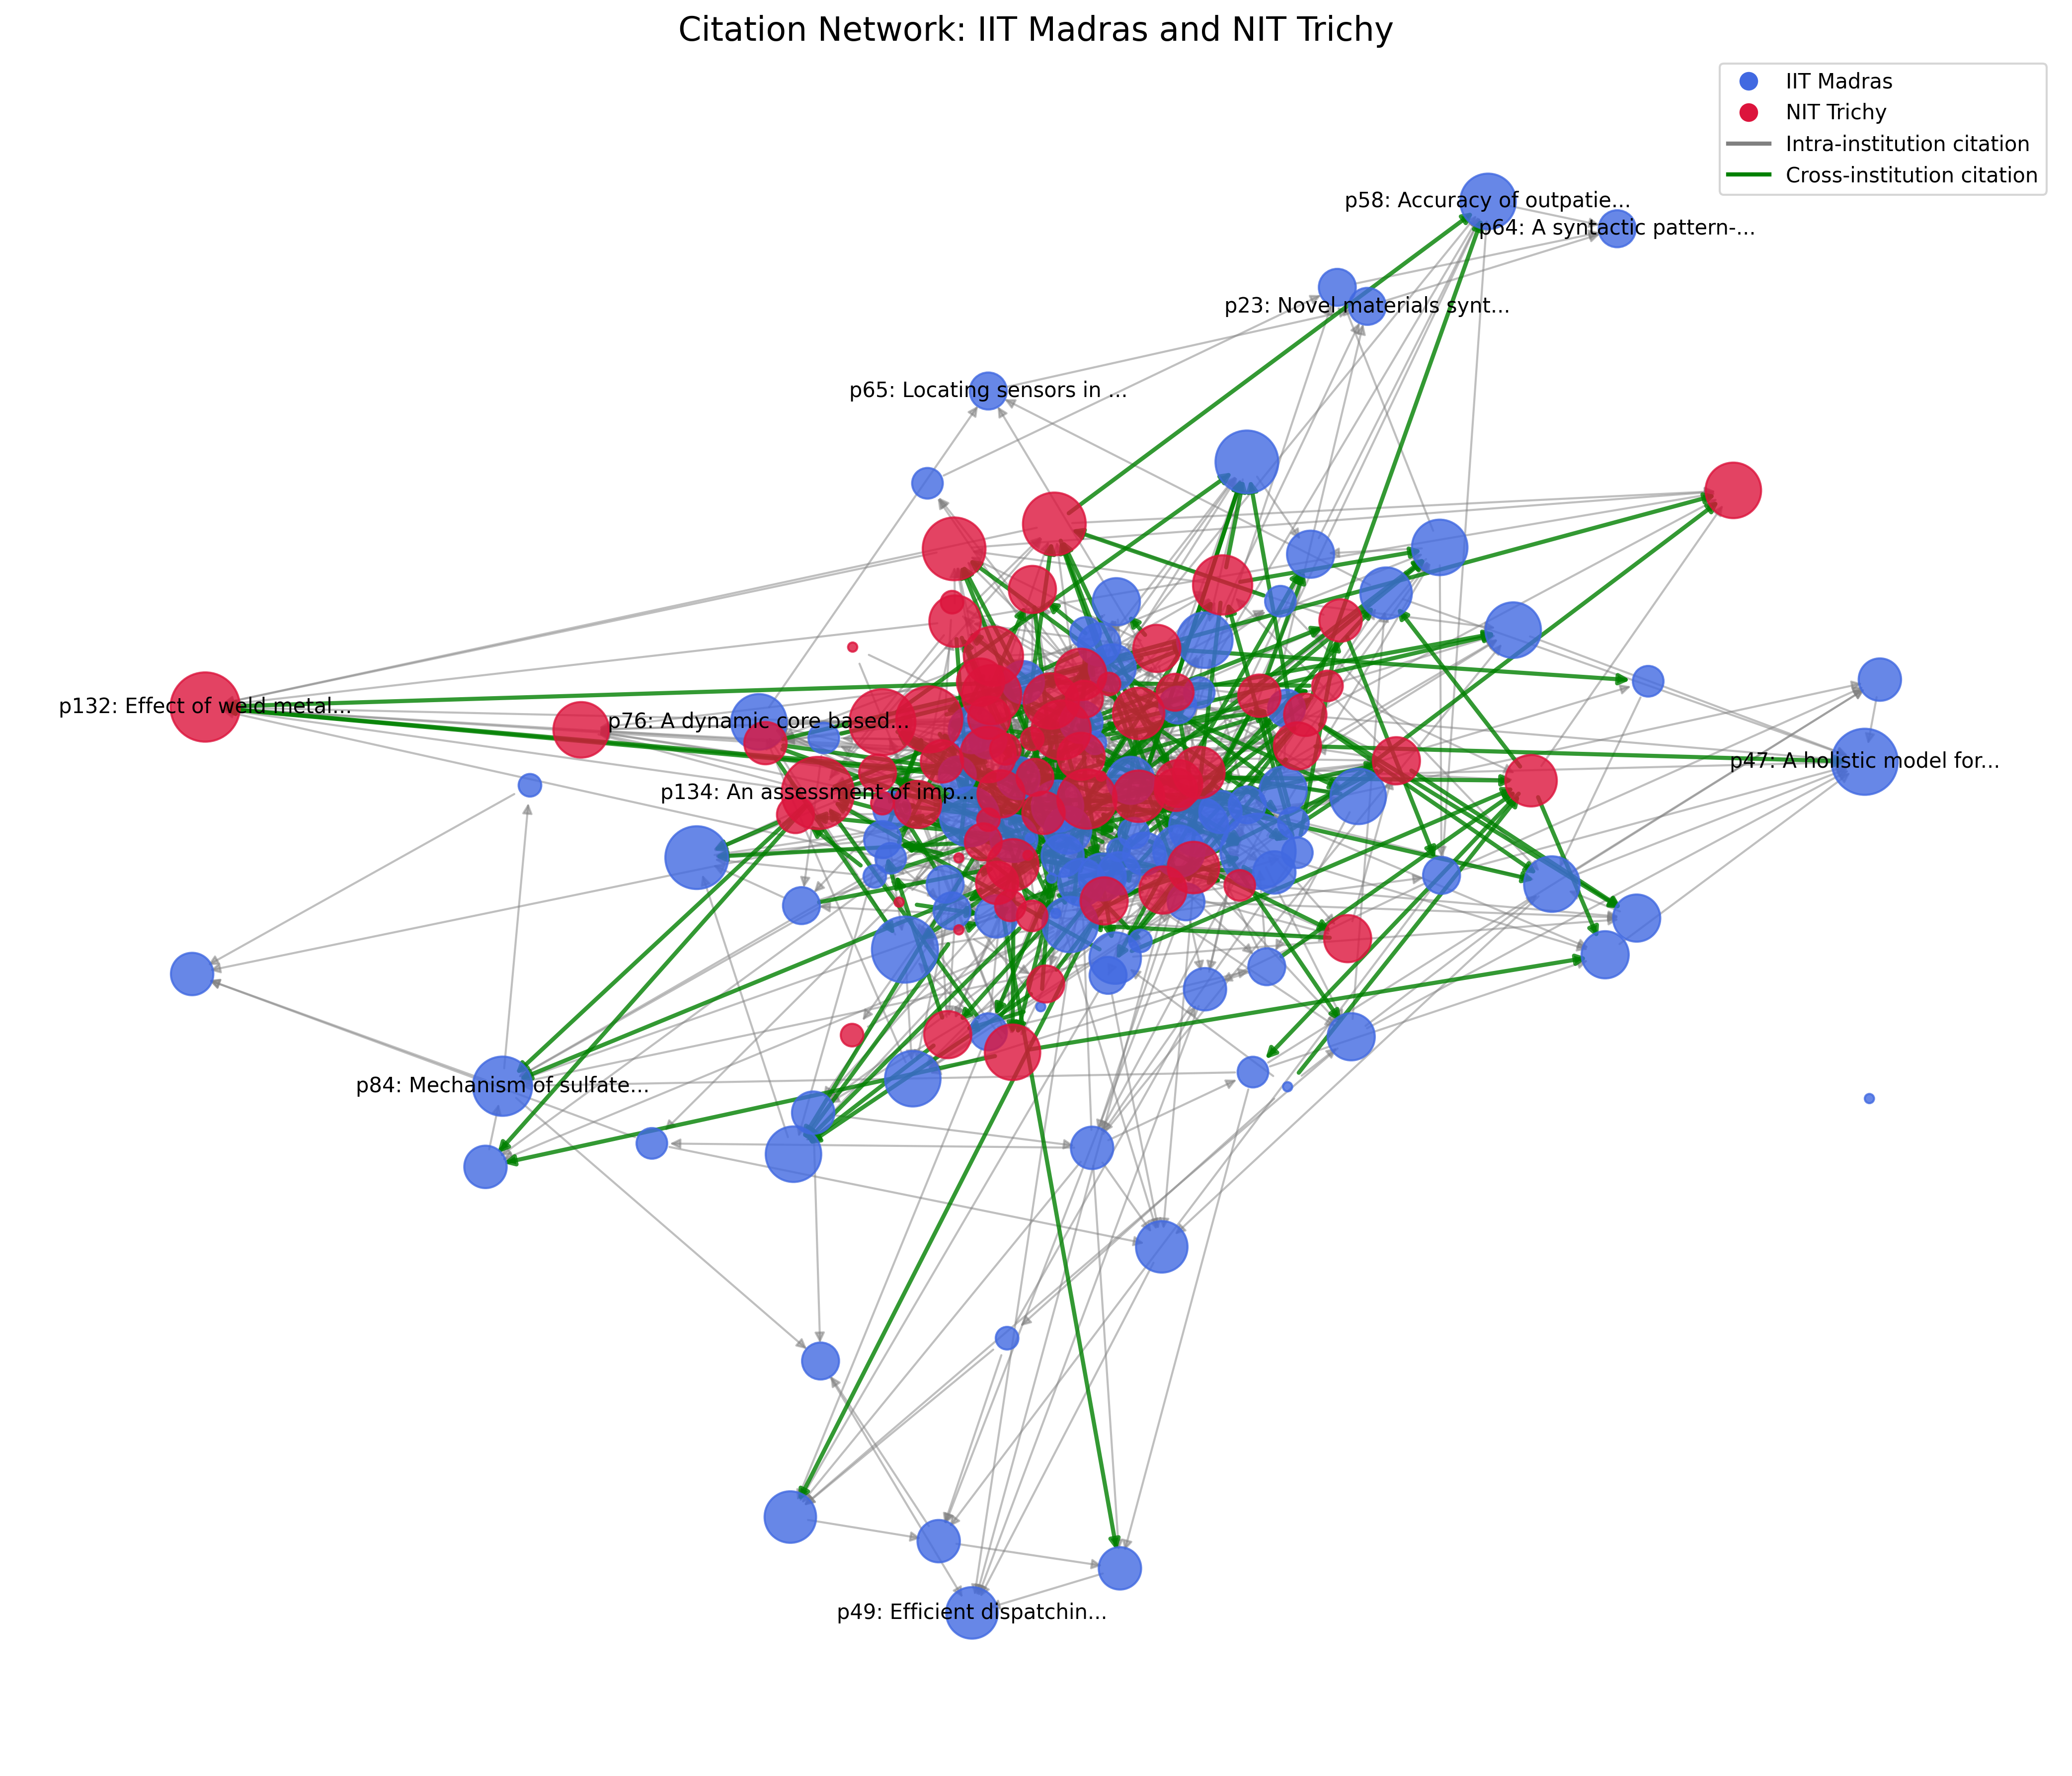 Citation Network: IIT Madras and NIT Trichy
IIT Madras
NIT Trichy
Intra-institution citation
Cross-institution citation
p58: Accuracy of outpatie...
p64: A syntactic pattern-...
p23: Novel materials synt...
p65: Locating sensors in ...
p132: Effect of weld metal...
p76: A dynamic core based...
p47: A holistic model for...
p134: An assessment of imp...
p84: Mechanism of sulfate...
p49: Efficient dispatchin...